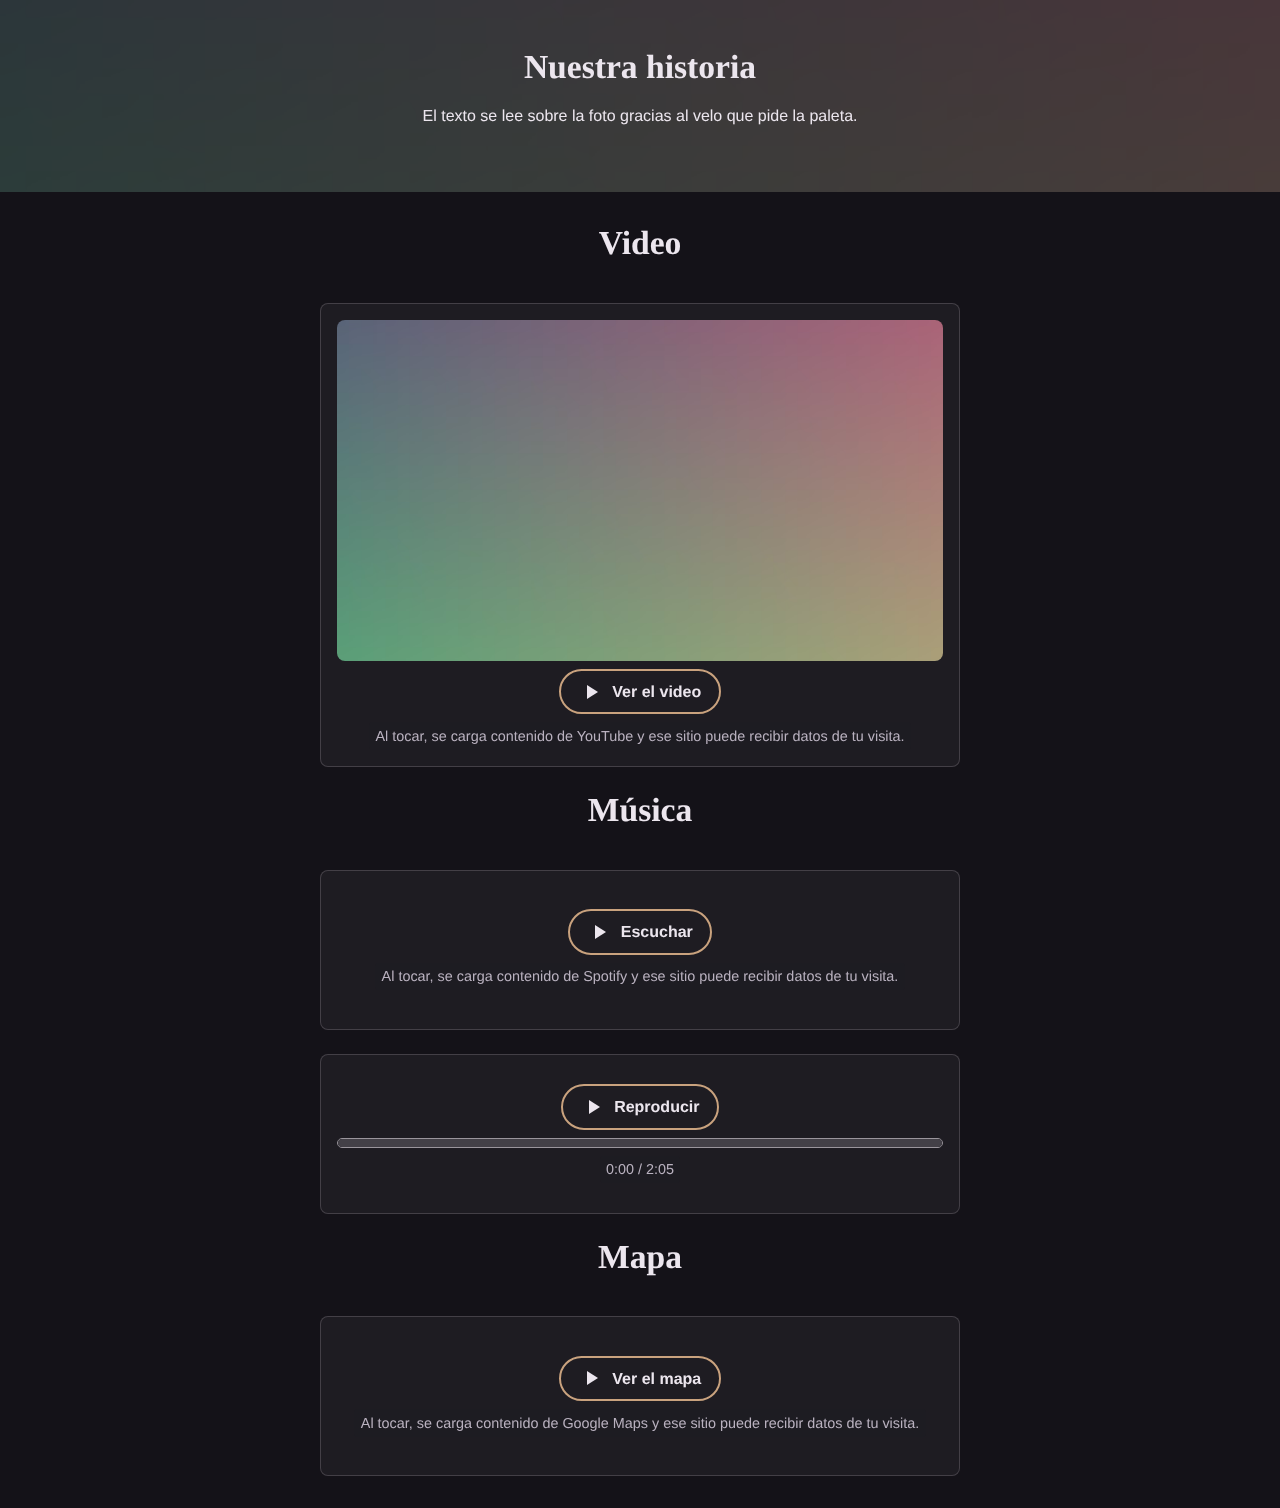 Nuestra historia
El texto se lee sobre la foto gracias al velo que pide la paleta.
Video
Ver el video
Al tocar, se carga contenido de YouTube y ese sitio puede recibir datos de tu visita.
Música
Escuchar
Al tocar, se carga contenido de Spotify y ese sitio puede recibir datos de tu visita.
Reproducir
0:00 / 2:05
Mapa
Ver el mapa
Al tocar, se carga contenido de Google Maps y ese sitio puede recibir datos de tu visita.